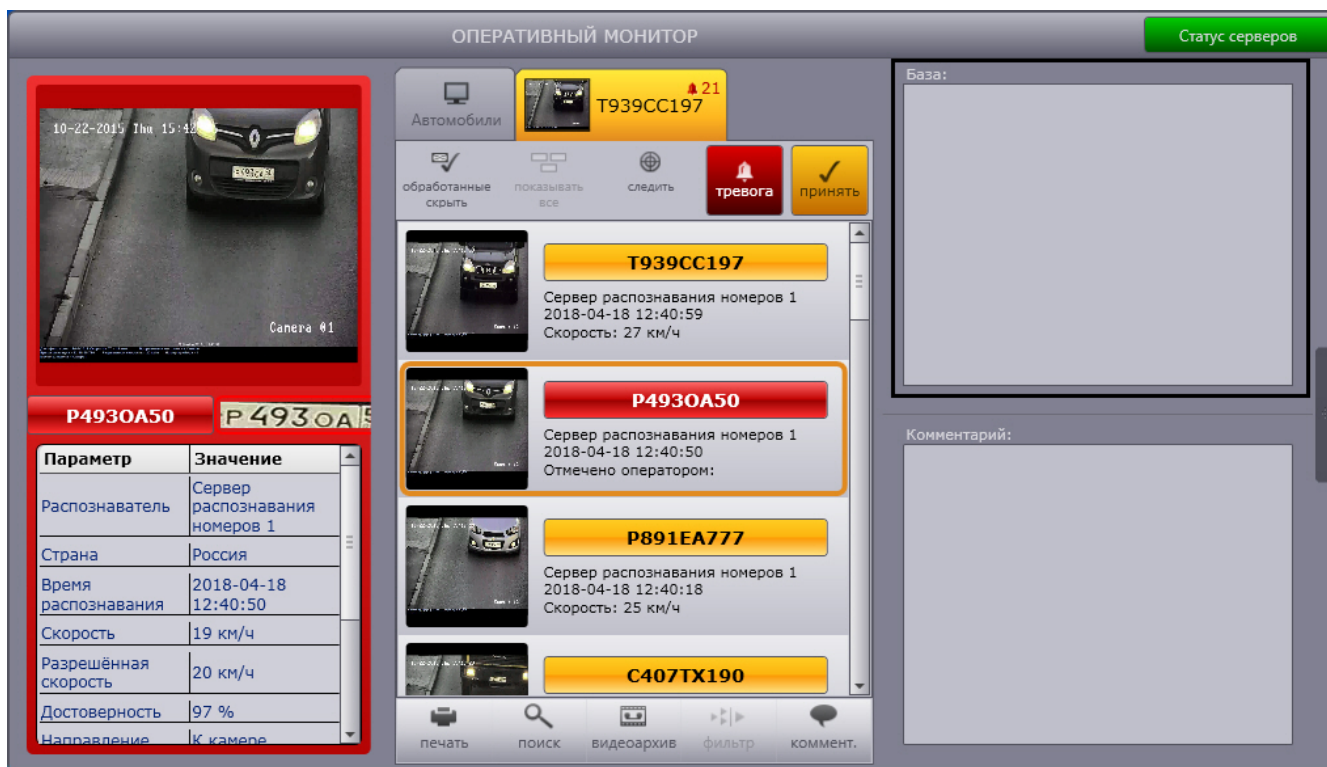 ОПЕРАТИВНЫЙ МОНИТОР
Статус серверов
10-22-2015 Thu 15:42
Camera 01
P493OA50
P 493 OA 5
Параметр Значение
Распознаватель Сервер
распознавания
номеров 1
Страна Россия
Время 2018-04-18
распознавания 12:40:50
Скорость 19 км/ч
Разрешённая
скорость 20 км/ч
Достоверность 97 %
Направление К камере
Автомобили
T939CC197
21
обработанные
скрыть
показывать
все
следить
тревога
принять
T939CC197
Сервер распознавания номеров 1
2018-04-18 12:40:59
Скорость: 27 км/ч
P493OA50
Сервер распознавания номеров 1
2018-04-18 12:40:50
Отмечено оператором:
P891EA777
Сервер распознавания номеров 1
2018-04-18 12:40:18
Скорость: 25 км/ч
C407TX190
печать
поиск
видеоархив
фильтр
коммент.
База:
Комментарий: